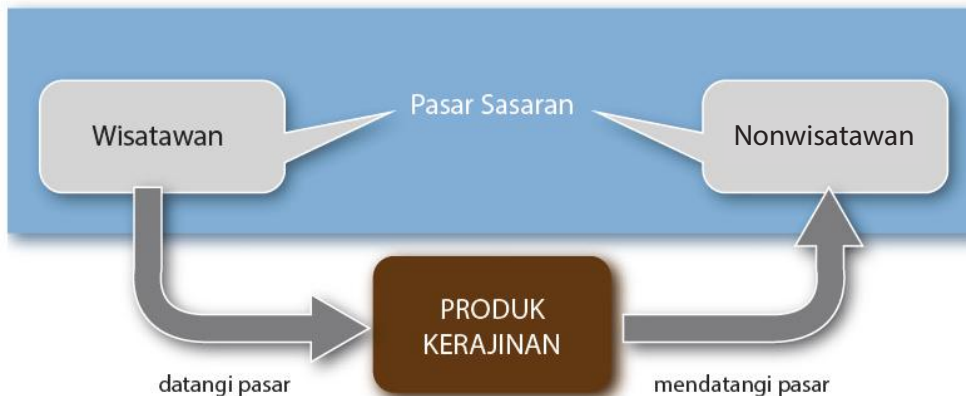 Pasar Sasaran
Wisatawan
Nonwisatawan
PRODUK
KERAJINAN
datangi pasar
mendatangi pasar